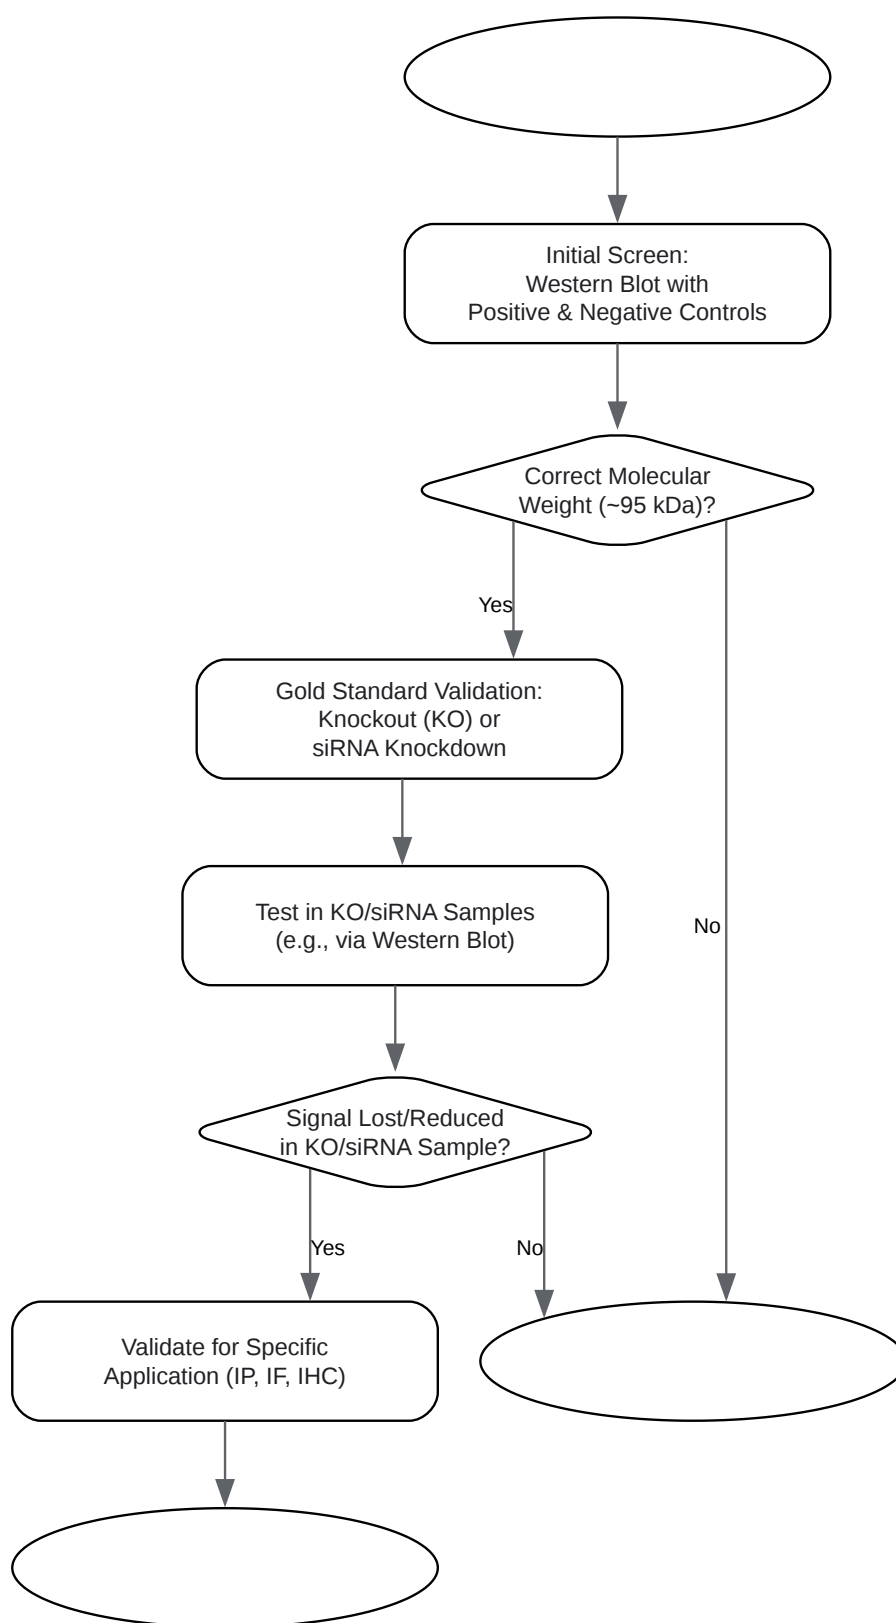 Initial Screen:
Western Blot with
Positive & Negative Controls
Correct Molecular
Weight (~95 kDa)?
Yes
Gold Standard Validation:
Knockout (KO) or
siRNA Knockdown
Test in KO/siRNA Samples
(e.g., via Western Blot)
No
Signal Lost/Reduced
in KO/siRNA Sample?
Yes
No
Validate for Specific
Application (IP, IF, IHC)